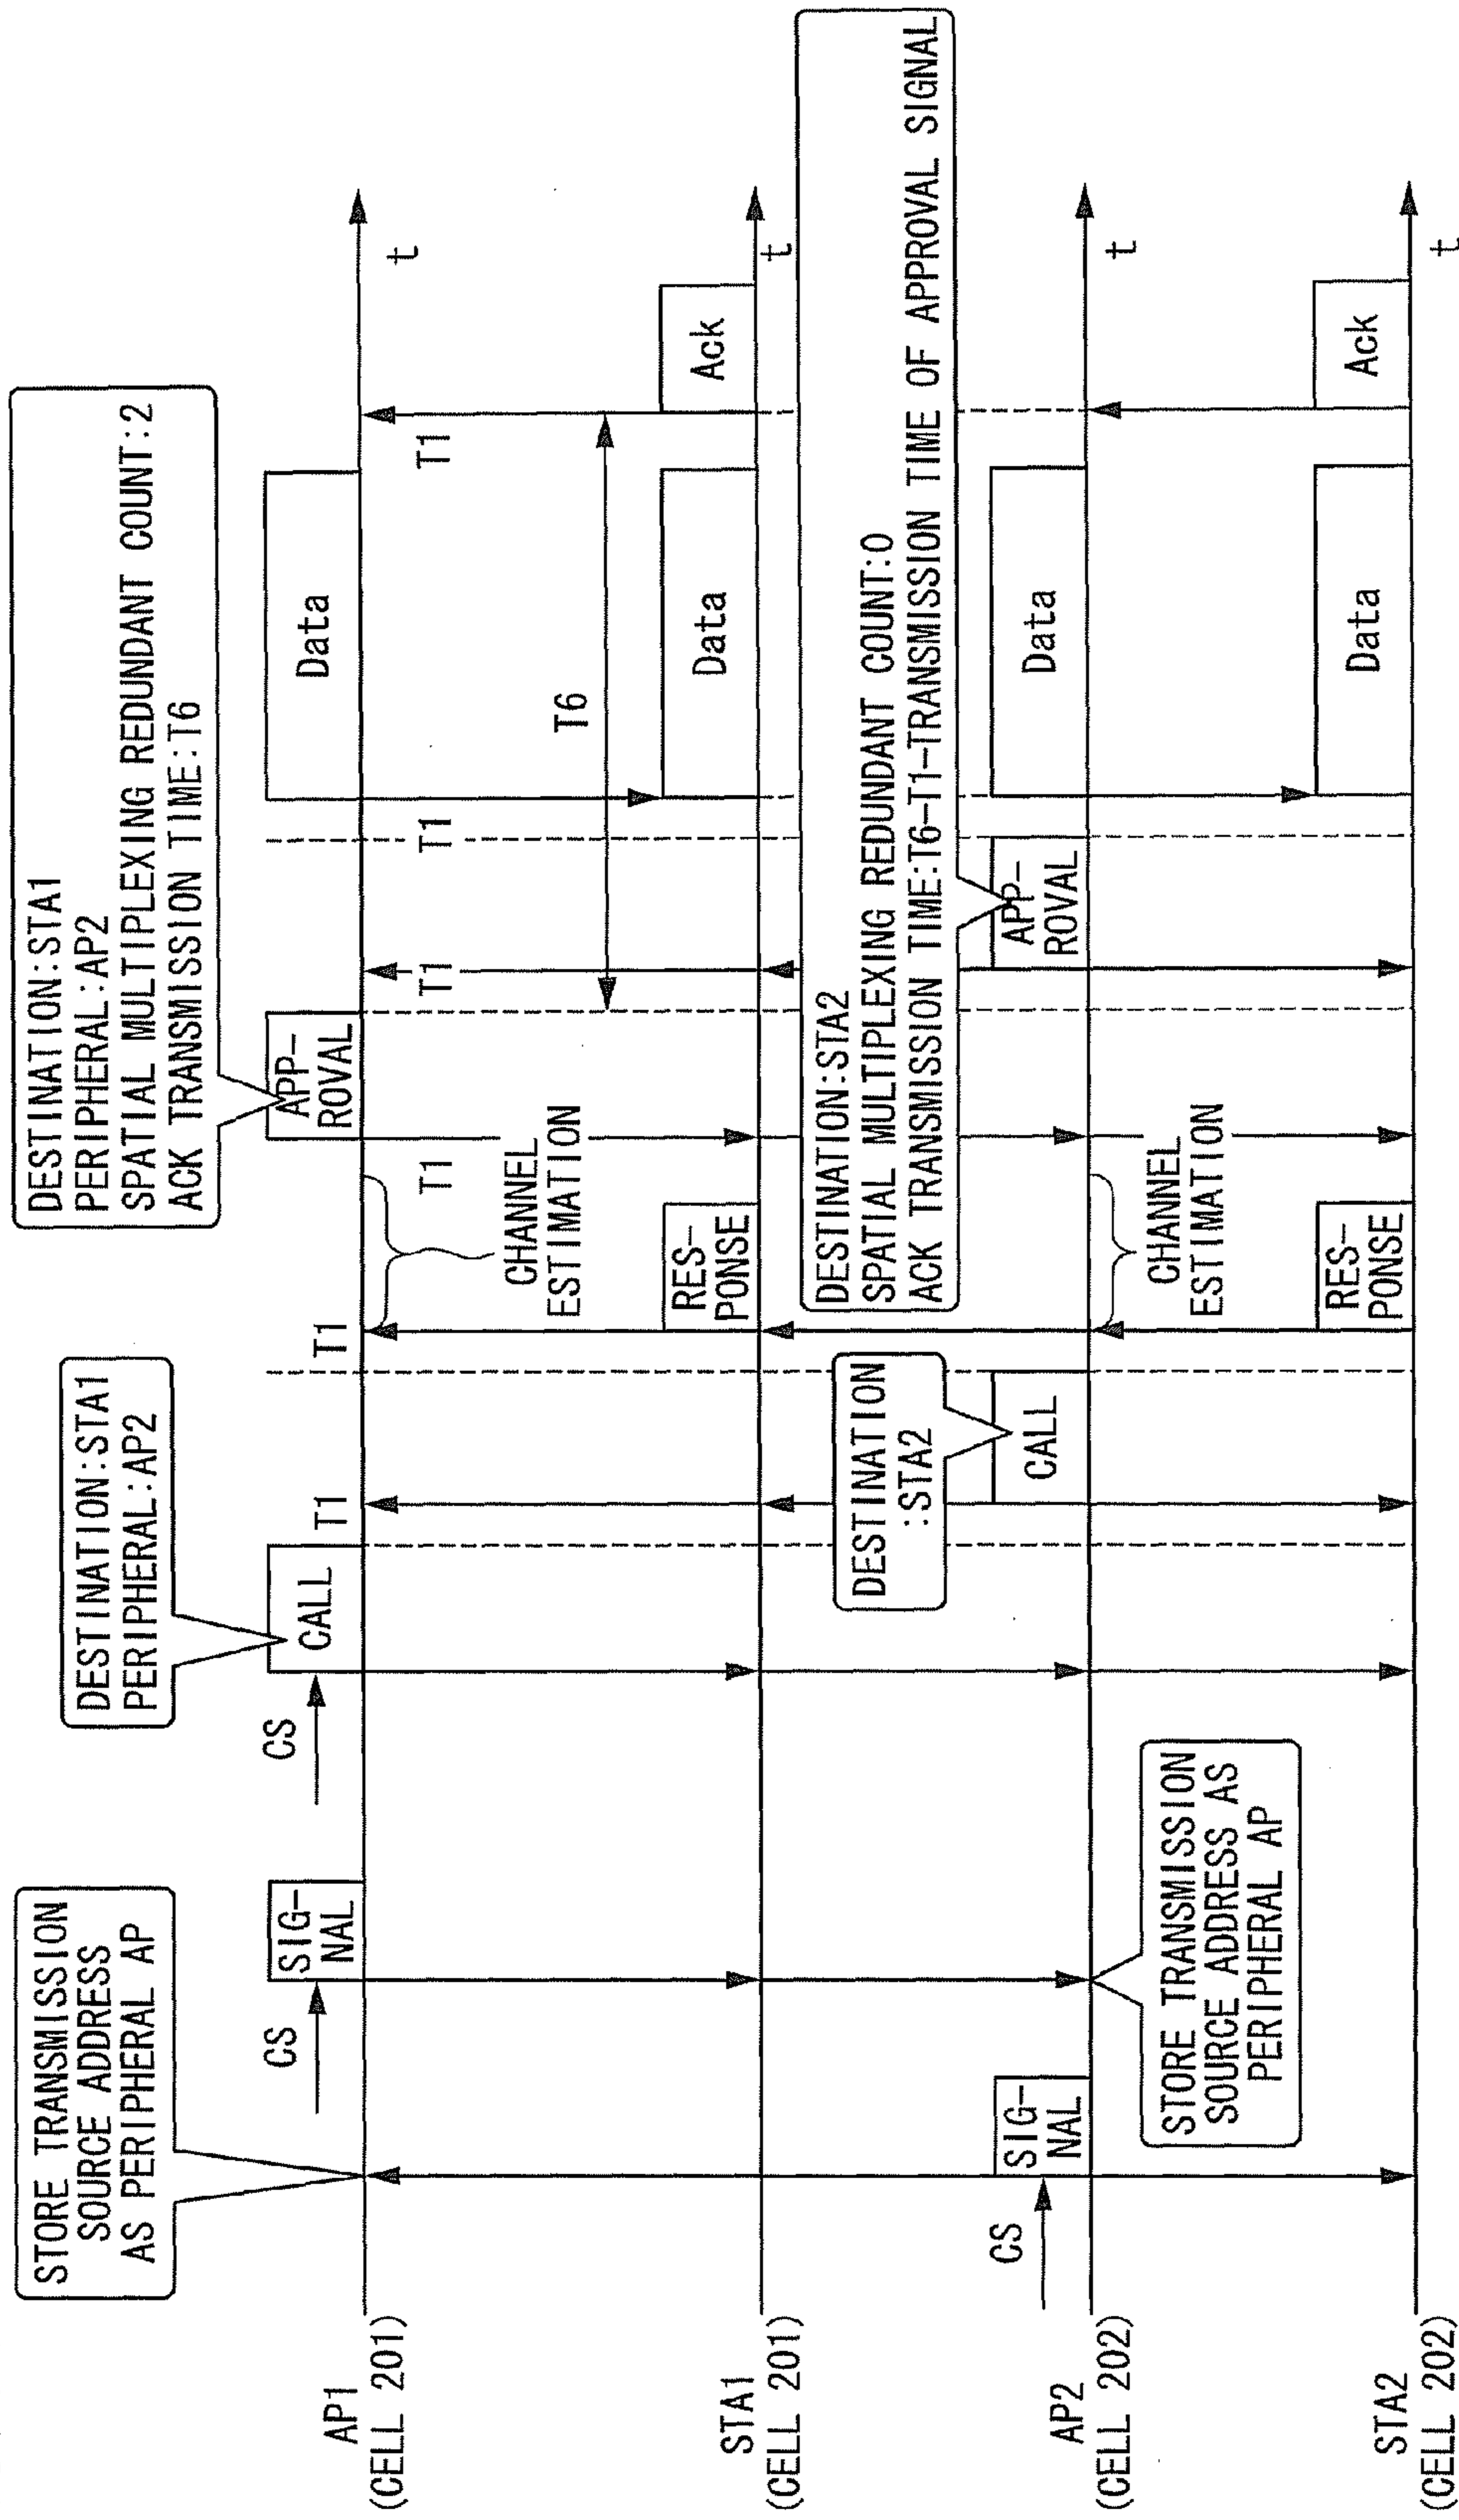 STORE TRANSMISSION
SOURCE ADDRESS
AS PERIPHERAL AP
DESTINATION:STA1
PERIPHERAL:AP2
DESTINATION:STA1
PERIPHERAL:AP2
SPATIAL MULTIPLEXING REDUNDANT COUNT:2
ACK TRANSMISSION TIME:T6
AP1
(CELL 201)
CS
SIG-
NAL
CS
CALL
T1
T1
T1
CHANNEL
ESTIMATION
APP-
ROVAL
T1
T1
Data
T6
T1
t
STA1
(CELL 201)
RES-
PONSE
Data
Ack
t
DESTINATION
:STA2
DESTINATION:STA2
SPATIAL MULTIPLEXING REDUNDANT COUNT:0
ACK TRANSMISSION TIME:T6-T1-TRANSMISSION TIME OF APPROVAL SIGNAL
AP2
(CELL 202)
CS
SIG-
NAL
CALL
APP-
ROVAL
Data
t
STORE TRANSMISSION
SOURCE ADDRESS AS
PERIPHERAL AP
CHANNEL
ESTIMATION
STA2
(CELL 202)
RES-
PONSE
Data
Ack
t